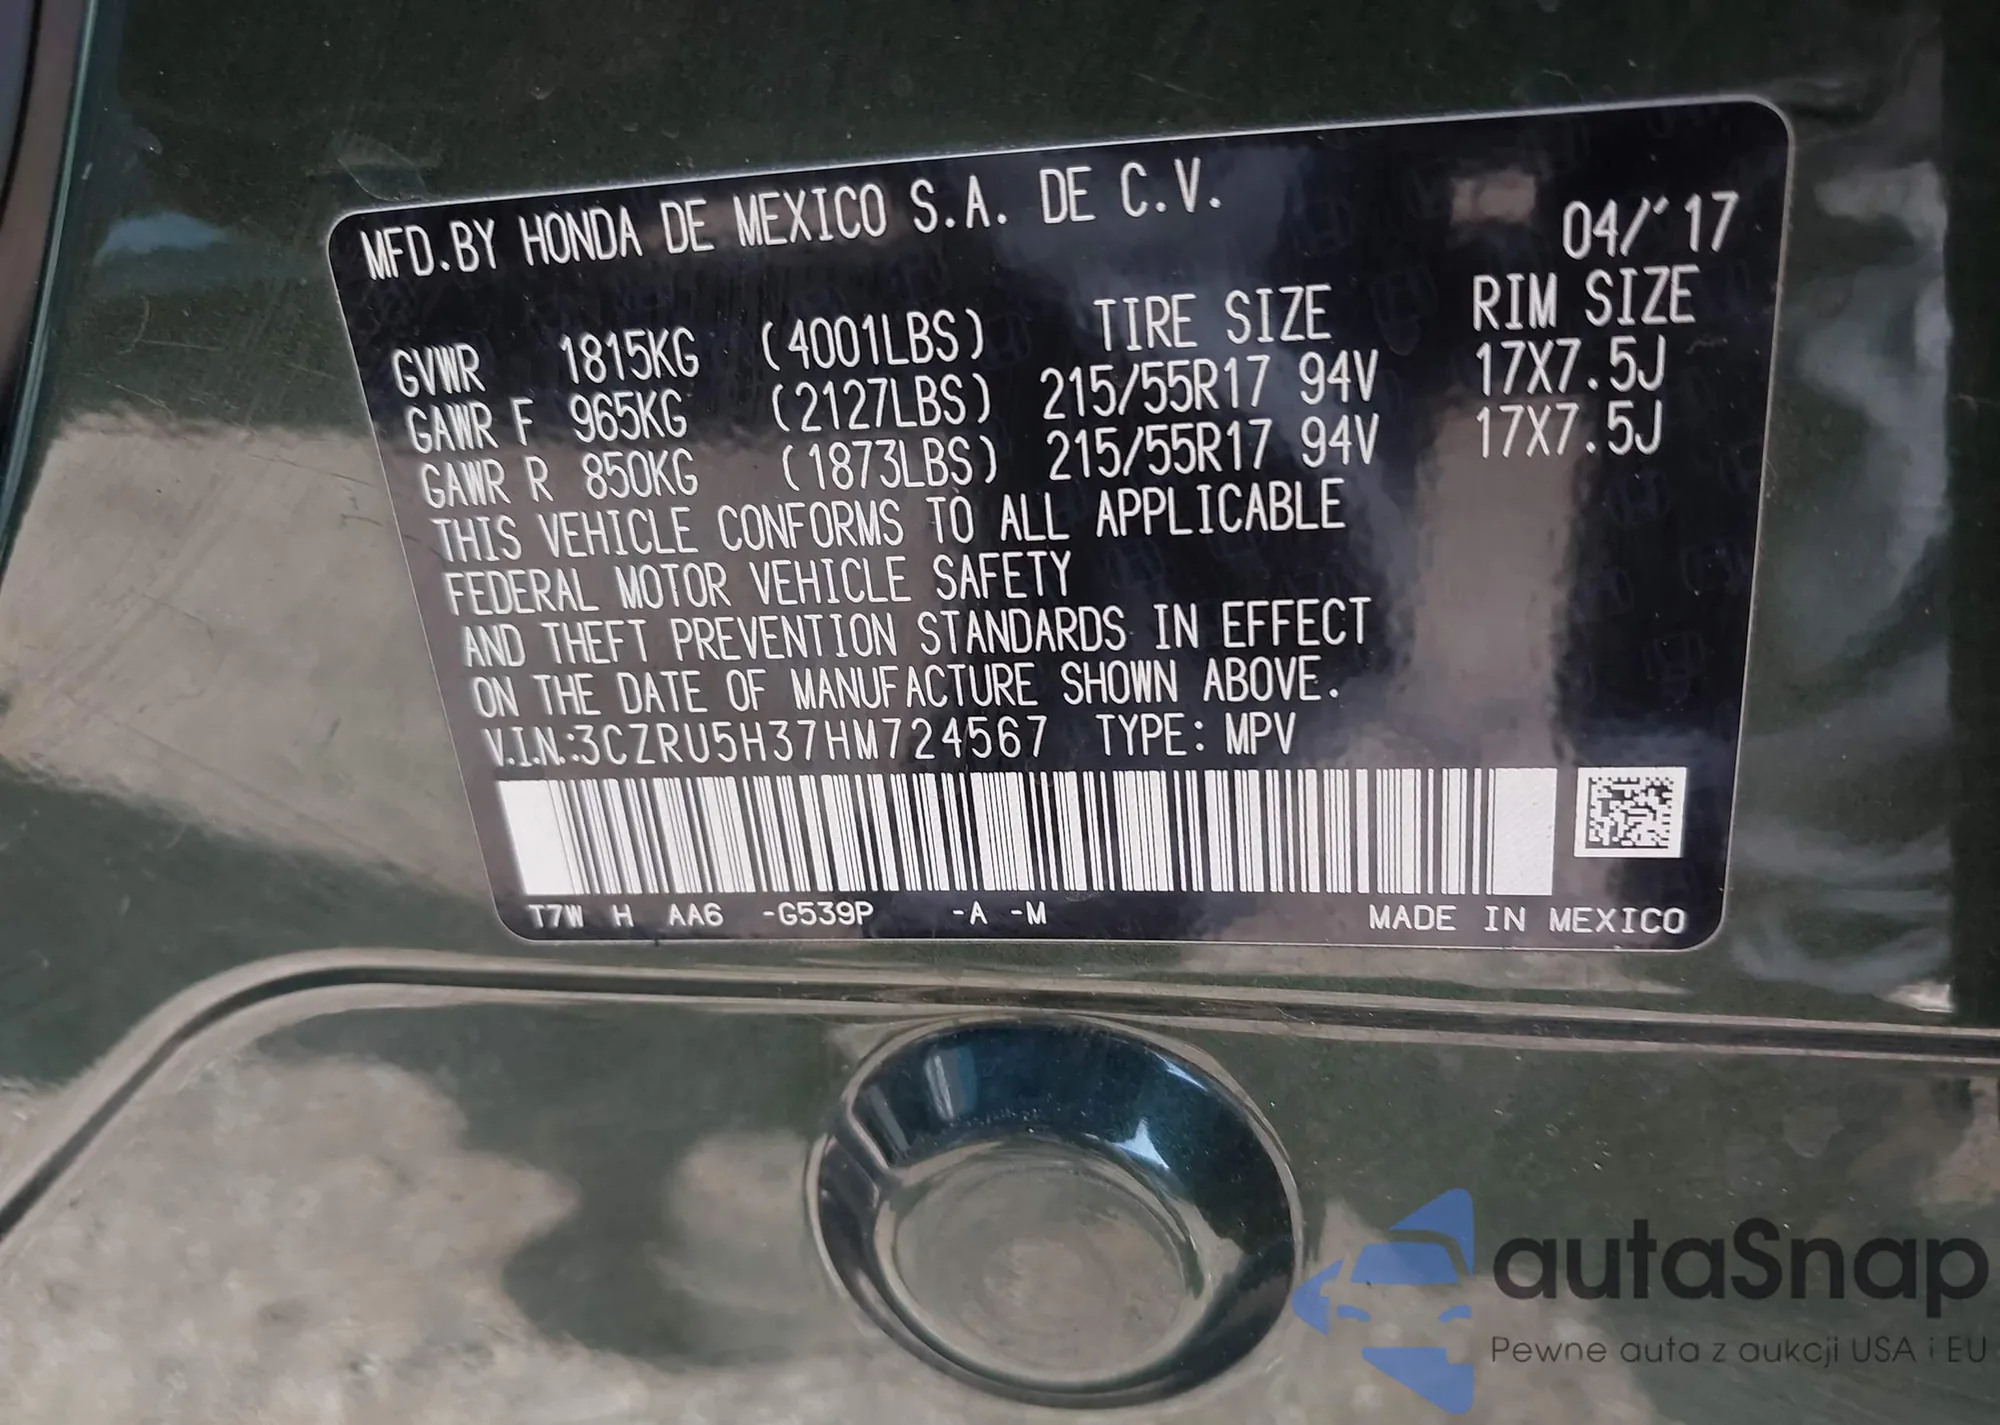 MFD.BY HONDA DE MEXICO S.A. DE C.V. 04/'17
TIRE SIZE RIM SIZE
GVWR 1815KG (4001LBS)
GAWR F 965KG (2127LBS) 215/55R17 94V 17X7.5J
GAWR R 850KG (1873LBS) 215/55R17 94V 17X7.5J
THIS VEHICLE CONFORMS TO ALL APPLICABLE
FEDERAL MOTOR VEHICLE SAFETY
AND THEFT PREVENTION STANDARDS IN EFFECT
ON THE DATE OF MANUFACTURE SHOWN ABOVE.
V.I.N.:3CZRU5H37HM724567 TYPE: MPV
T7W H AA6 -G539P -A -M MADE IN MEXICO
autaSnap
Pewne auta z aukcji USA i EU